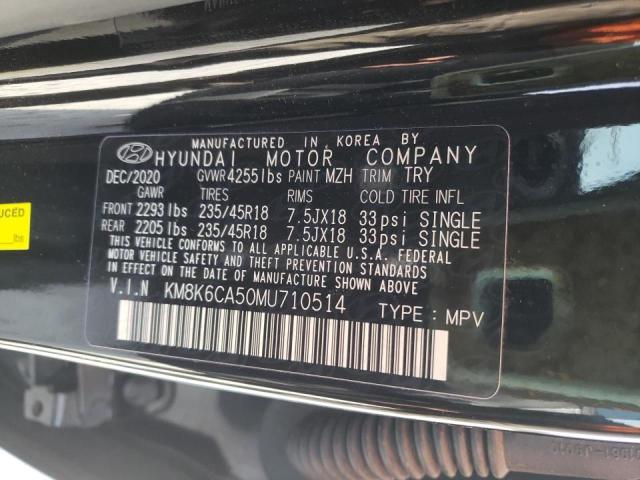 MANUFACTURED IN KOREA BY
HYUNDAI MOTOR COMPANY
DEC/2020 GVWR 4255lbs PAINT MZH TRIM TRY
GAWR TIRES RIMS COLD TIRE INFL
FRONT 2293 lbs 235/45R18 7.5JX18 33psi SINGLE
REAR 2205 lbs 235/45R18 7.5JX18 33psi SINGLE
THIS VEHICLE CONFORMS TO ALL APPLICABLE U.S.A. FEDERAL
MOTOR VEHICLE SAFETY AND THEFT PREVENTION STANDARDS
IN EFFECT ON THE DATE OF MANUFACTURE SHOWN ABOVE.
V.I.N KM8K6CA50MU710514 TYPE: MPV
UCED
lbs